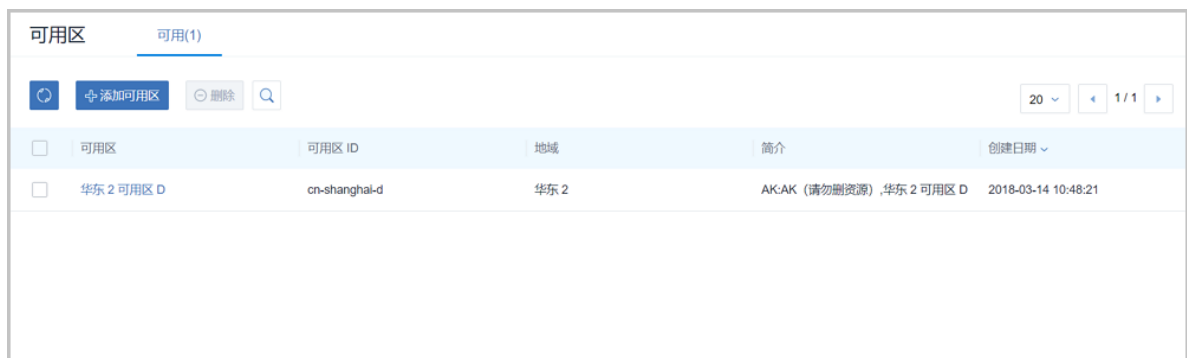 可用区 可用(1)
添加可用区 删除 20 1 / 1
可用区 可用区 ID 地域 简介 创建日期
华东 2 可用区 D cn-shanghai-d 华东 2 AK:AK（请勿删资源）,华东 2 可用区 D 2018-03-14 10:48:21